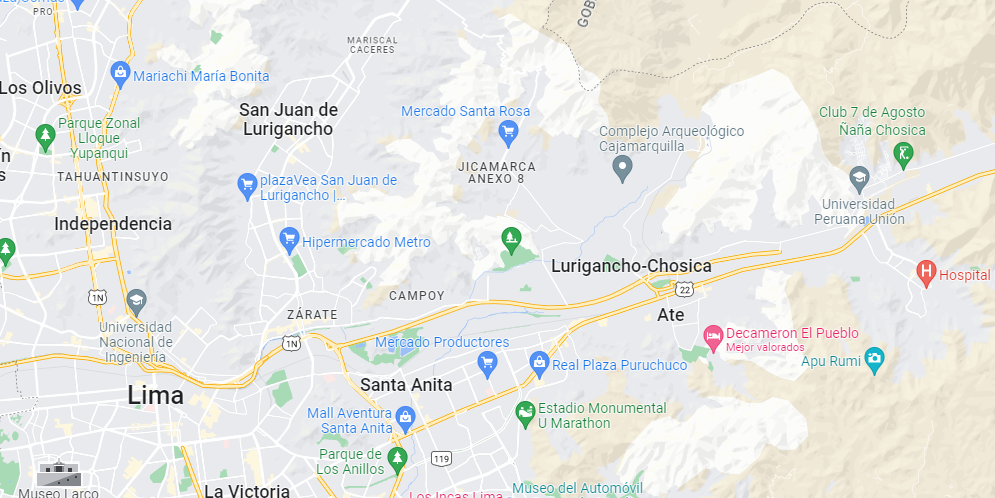 PRO
MARISCAL
CACERES
GOB
Los Olivos
Mariachi María Bonita
San Juan de
Lurigancho
Mercado Santa Rosa
Club 7 de Agosto
Ñaña Chosica
Parque Zonal
Lloque
Yupanqui
Complejo Arqueológico
Cajamarquilla
TAHUANTINSUYO
JICAMARCA
ANEXO 8
plazaVea San Juan de
Lurigancho |...
Universidad
Peruana Unión
Independencia
Hipermercado Metro
Lurigancho-Chosica
Hospital
22
1N
CAMPOY
ZÁRATE
Ate
Universidad
Nacional de
Ingeniería
1N
Mercado Productores
Decameron El Pueblo
Mejor valorados
Real Plaza Puruchuco
Apu Rumi
Santa Anita
Lima
Mall Aventura
Santa Anita
Estadio Monumental
U Marathon
Parque de
Los Anillos
119
Museo Larco
La Victoria
Los Incas Lima
Museo del Automóvil